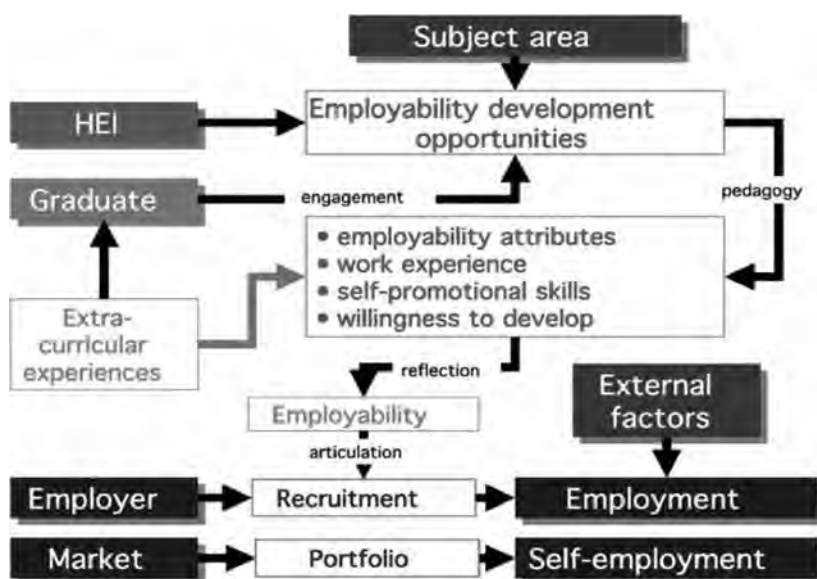 Subject area
HEI
Employability development
opportunities
Graduate
engagement
pedagogy
• employability attributes
• work experience
• self-promotional skills
• willingness to develop
Extra-
curricular
experiences
reflection
External
factors
Employability
articulation
Employer
Recruitment
Employment
Market
Portfolio
Self-employment